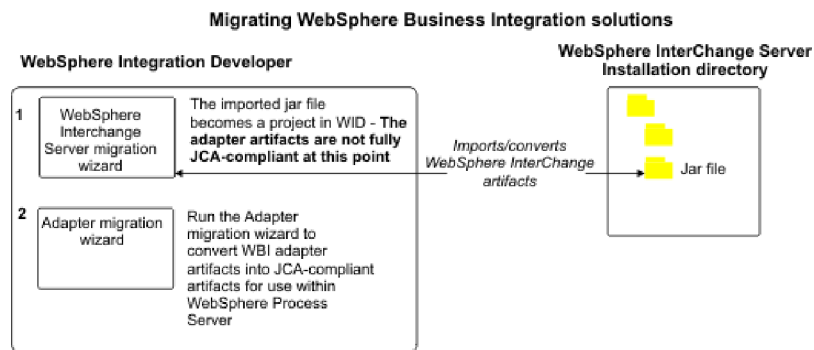 Migrating WebSphere Business Integration solutions
WebSphere Integration Developer
WebSphere InterChange Server
Installation directory
1
WebSphere
Interchange
Server migration
wizard
The imported jar file
becomes a project in WID - The
adapter artifacts are not fully
JCA-compliant at this point
Imports/converts
WebSphere InterChange
artifacts
Jar file
2
Adapter migration
wizard
Run the Adapter
migration wizard to
convert WBI adapter
artifacts into JCA-compliant
artifacts for use within
WebSphere Process
Server